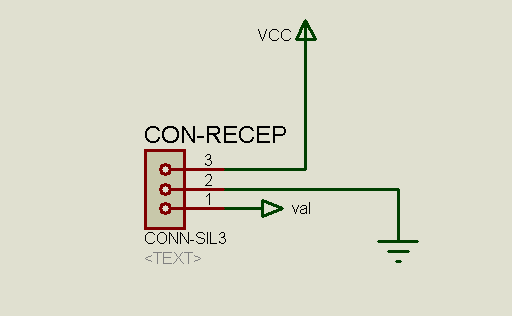 VCC
CON-RECEP
3
2
1
val
CONN-SIL3
<TEXT>